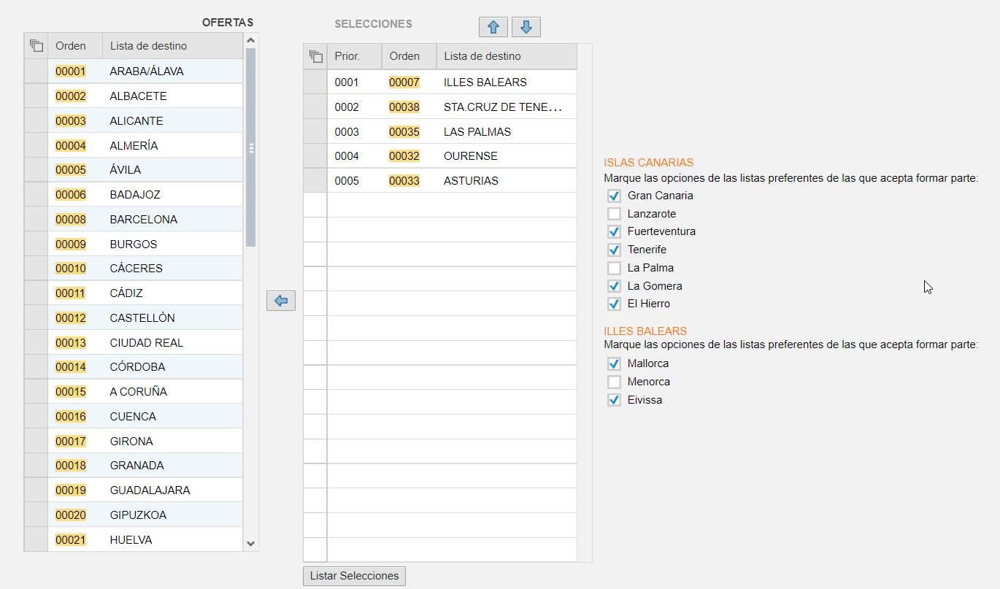 OFERTAS
Orden Lista de destino
00001 ARABA/ÁLAVA
00002 ALBACETE
00003 ALICANTE
00004 ALMERÍA
00005 ÁVILA
00006 BADAJOZ
00008 BARCELONA
00009 BURGOS
00010 CÁCERES
00011 CÁDIZ
00012 CASTELLÓN
00013 CIUDAD REAL
00014 CÓRDOBA
00015 A CORUÑA
00016 CUENCA
00017 GIRONA
00018 GRANADA
00019 GUADALAJARA
00020 GIPUZKOA
00021 HUELVA
SELECCIONES
Prior. Orden Lista de destino
0001 00007 ILLES BALEARS
0002 00038 STA.CRUZ DE TENE...
0003 00035 LAS PALMAS
0004 00032 OURENSE
0005 00033 ASTURIAS
Listar Selecciones
ISLAS CANARIAS
Marque las opciones de las listas preferentes de las que acepta formar parte:
Gran Canaria
Lanzarote
Fuerteventura
Tenerife
La Palma
La Gomera
El Hierro
ILLES BALEARS
Marque las opciones de las listas preferentes de las que acepta formar parte:
Mallorca
Menorca
Eivissa